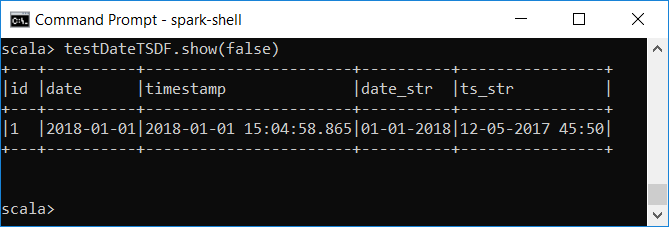 Command Prompt - spark-shell
scala> testDateTSDF.show(false)
+---+----------+-----------------------+----------+---------------+
|id |date      |timestamp              |date_str  |ts_str         |
+---+----------+-----------------------+----------+---------------+
|1  |2018-01-01|2018-01-01 15:04:58.865|01-01-2018|12-05-2017 45:50|
+---+----------+-----------------------+----------+---------------+
scala>